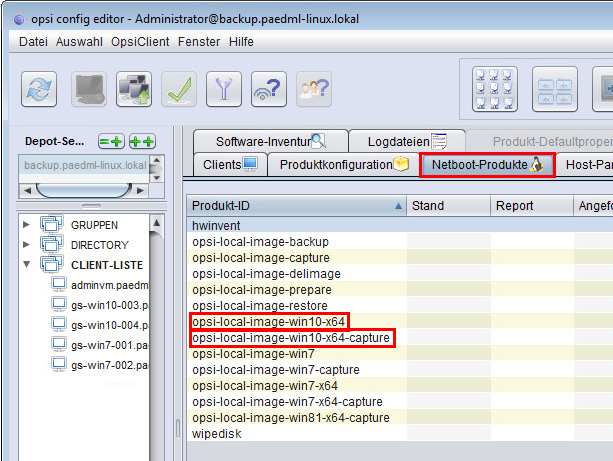 opsi config editor - Administrator@backup.paedml-linux.lokal
Datei Auswahl OpsiClient Fenster Hilfe
Depot-Se...
backup.paedml-linux.lokal
Software-Inventur Logdateien Produkt-Defaultproper
Clients Produktkonfiguration Netboot-Produkte Host-Par
Produkt-ID Stand Report Angefo
GRUPPEN
DIRECTORY
CLIENT-LISTE
adminvm.paedm
gs-win10-003.p
gs-win10-004.p
gs-win7-001.pa
gs-win7-002.pa
hwinvent
opsi-local-image-backup
opsi-local-image-capture
opsi-local-image-delimage
opsi-local-image-prepare
opsi-local-image-restore
opsi-local-image-win10-x64
opsi-local-image-win10-x64-capture
opsi-local-image-win7
opsi-local-image-win7-capture
opsi-local-image-win7-x64
opsi-local-image-win7-x64-capture
opsi-local-image-win81-x64-capture
wipedisk